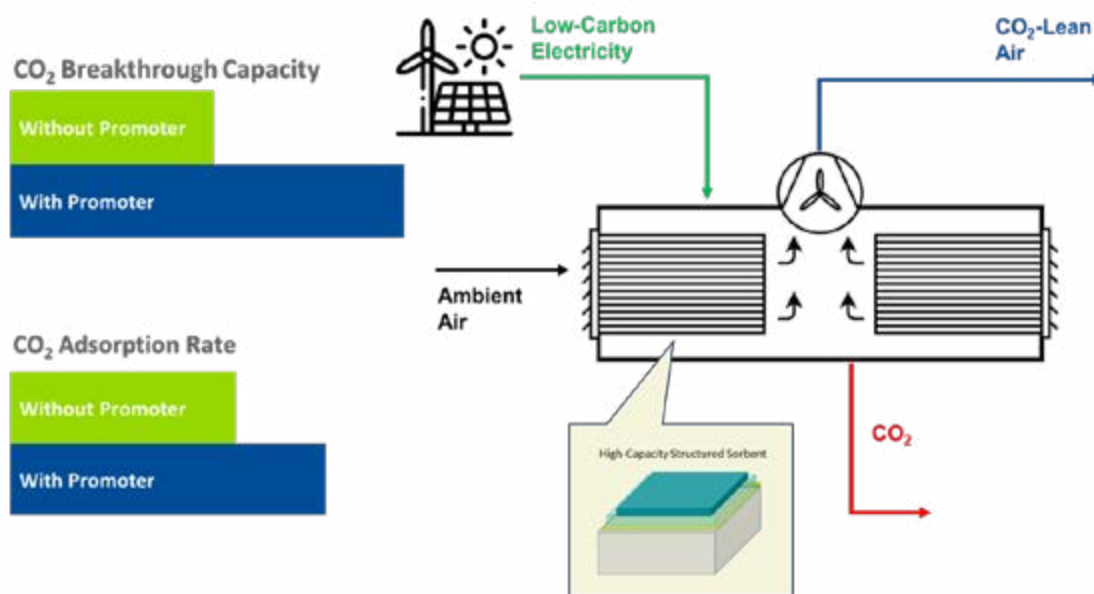 CO₂ Breakthrough Capacity
Without Promoter
With Promoter
CO₂ Adsorption Rate
Without Promoter
With Promoter
Low-Carbon
Electricity
CO₂-Lean
Air
Ambient
Air
High-Capacity Structured Sorbent
CO₂